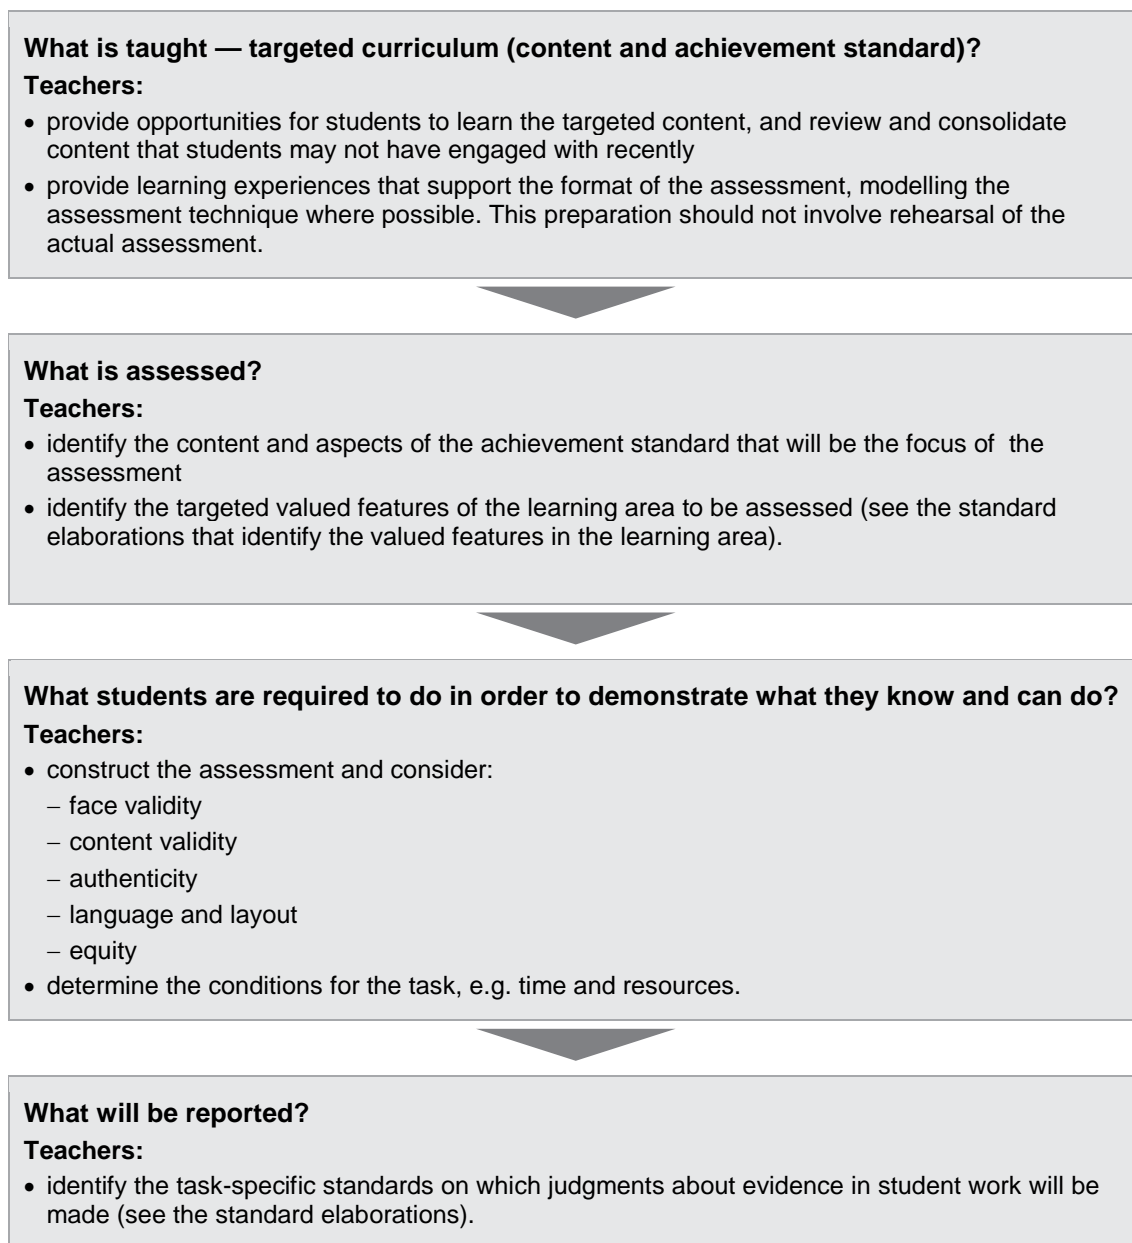 What is taught — targeted curriculum (content and achievement standard)?
Teachers:
• provide opportunities for students to learn the targeted content, and review and consolidate
content that students may not have engaged with recently
• provide learning experiences that support the format of the assessment, modelling the
assessment technique where possible. This preparation should not involve rehearsal of the
actual assessment.
What is assessed?
Teachers:
• identify the content and aspects of the achievement standard that will be the focus of the
assessment
• identify the targeted valued features of the learning area to be assessed (see the standard
elaborations that identify the valued features in the learning area).
What students are required to do in order to demonstrate what they know and can do?
Teachers:
• construct the assessment and consider:
− face validity
− content validity
− authenticity
− language and layout
− equity
• determine the conditions for the task, e.g. time and resources.
What will be reported?
Teachers:
• identify the task-specific standards on which judgments about evidence in student work will be
made (see the standard elaborations).